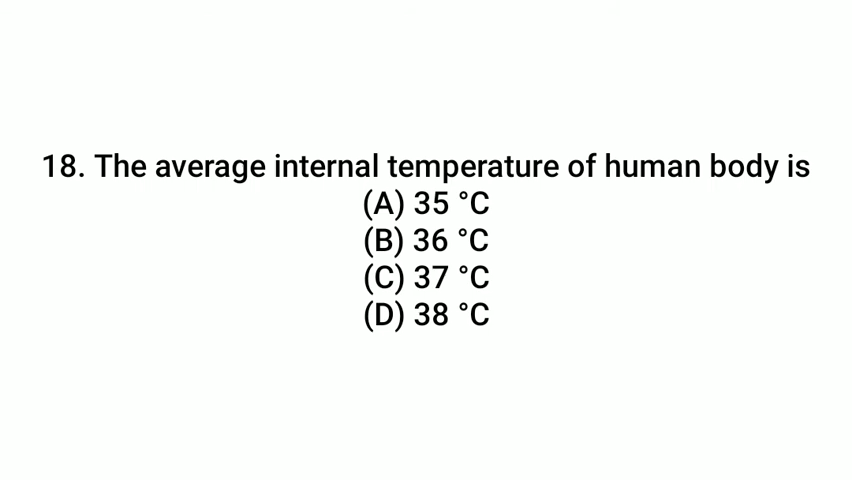 18. The average internal temperature of human body is
(A) 35 °C
(B) 36 °C
(C) 37 °C
(D) 38 °C